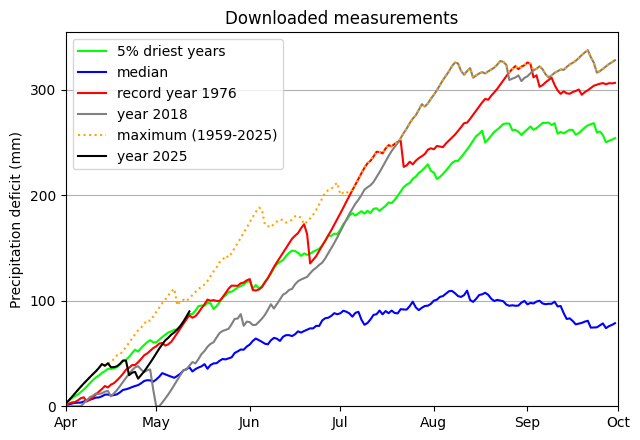 Downloaded measurements
5% driest years
median
record year 1976
year 2018
maximum (1959-2025)
year 2025
Precipitation deficit (mm)
300
200
100
0
Apr May Jun Jul Aug Sep Oct